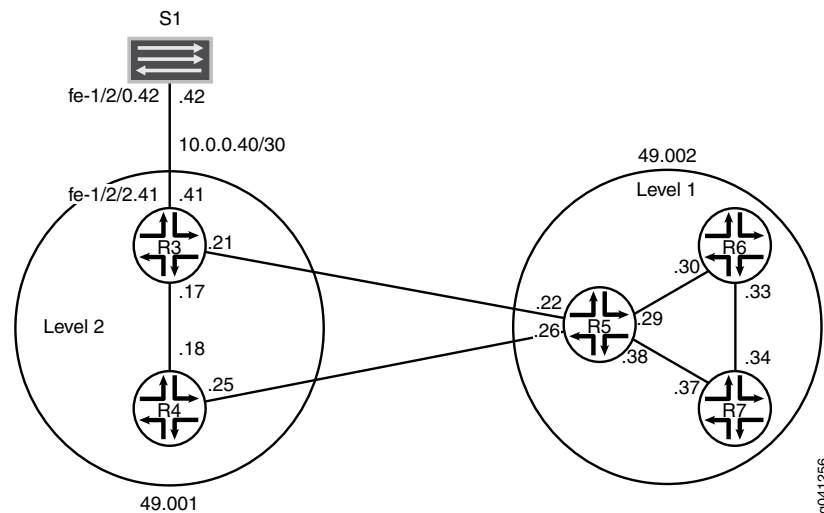 S1
fe-1/2/0.42 .42
10.0.0.40/30
49.002
fe-1/2/2.41 .41
Level 1
R3
.21
R6
.30
.17
.22
.33
Level 2
.26
R5
.29
.18
.38
.34
.25
.37
R4
R7
49.001
g041256